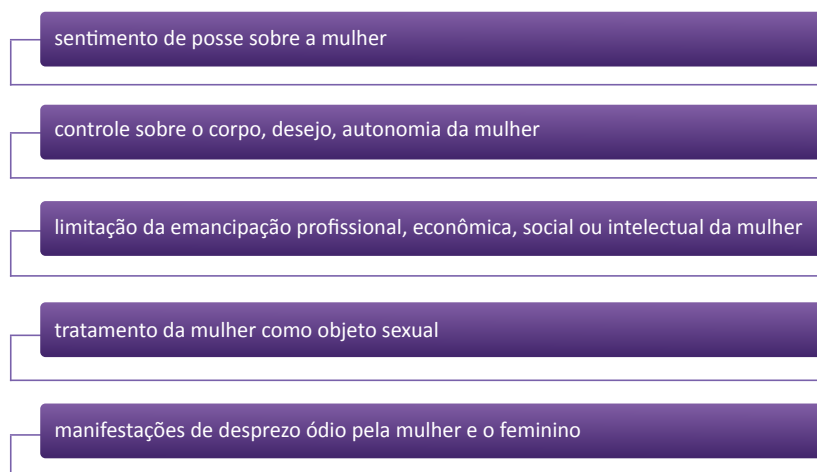 sentimento de posse sobre a mulher
controle sobre o corpo, desejo, autonomia da mulher
limitação da emancipação profissional, econômica, social ou intelectual da mulher
tratamento da mulher como objeto sexual
manifestações de desprezo ódio pela mulher e o feminino